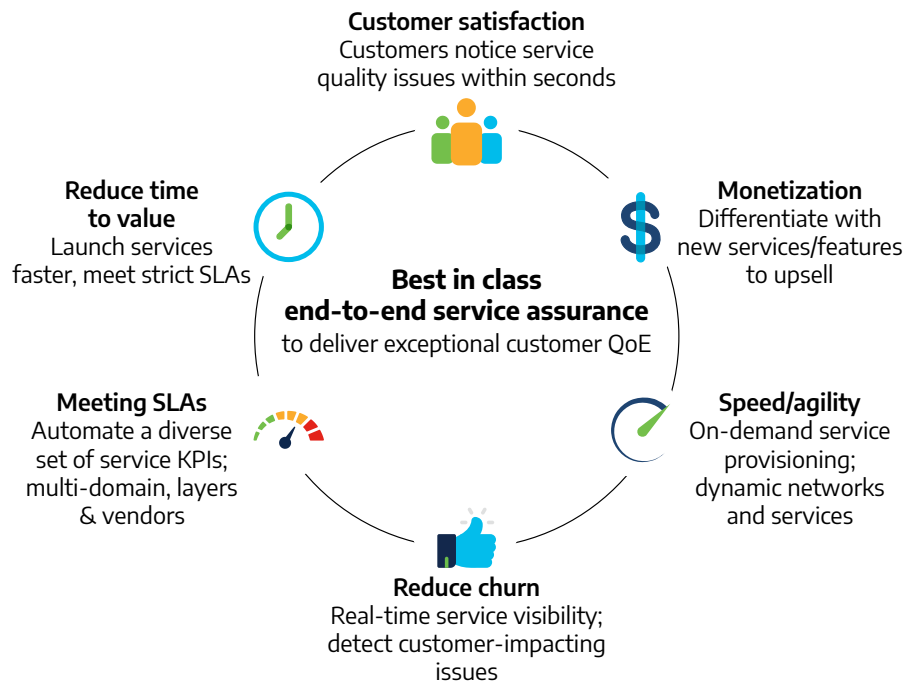 Customer satisfaction
Customers notice service
quality issues within seconds
Reduce time
to value
Launch services
faster, meet strict SLAs
Monetization
Differentiate with
new services/features
to upsell
Best in class
end-to-end service assurance
to deliver exceptional customer QoE
Meeting SLAs
Automate a diverse
set of service KPIs;
multi-domain, layers
& vendors
Speed/agility
On-demand service
provisioning;
dynamic networks
and services
Reduce churn
Real-time service visibility;
detect customer-impacting
issues